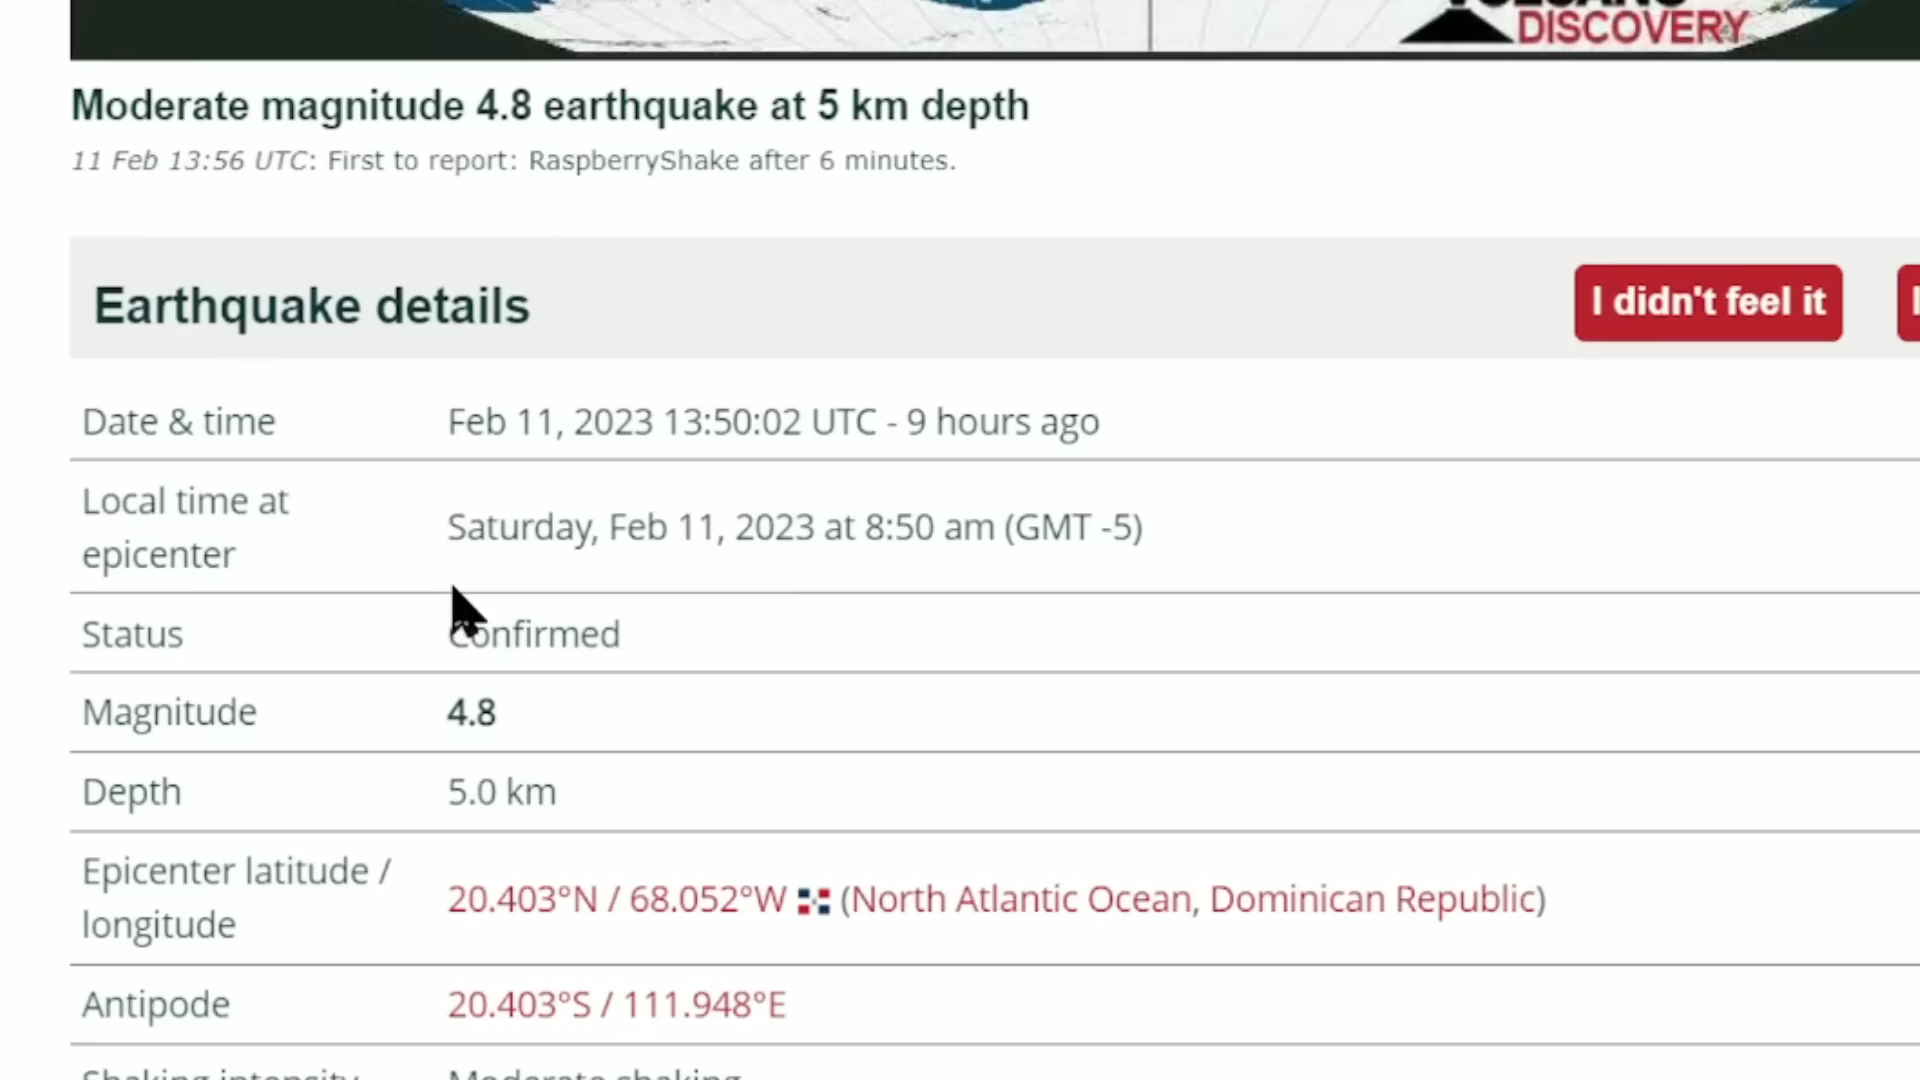 DISCOVERY
Moderate magnitude 4.8 earthquake at 5 km depth
11 Feb 13:56 UTC: First to report: RaspberryShake after 6 minutes.
Earthquake details
I didn't feel it
I
Date & time
Feb 11, 2023 13:50:02 UTC - 9 hours ago
Local time at
epicenter
Saturday, Feb 11, 2023 at 8:50 am (GMT -5)
Status
Confirmed
Magnitude
4.8
Depth
5.0 km
Epicenter latitude /
longitude
20.403°N / 68.052°W (North Atlantic Ocean, Dominican Republic)
Antipode
20.403°S / 111.948°E
Shaking intensity
Moderate shaking